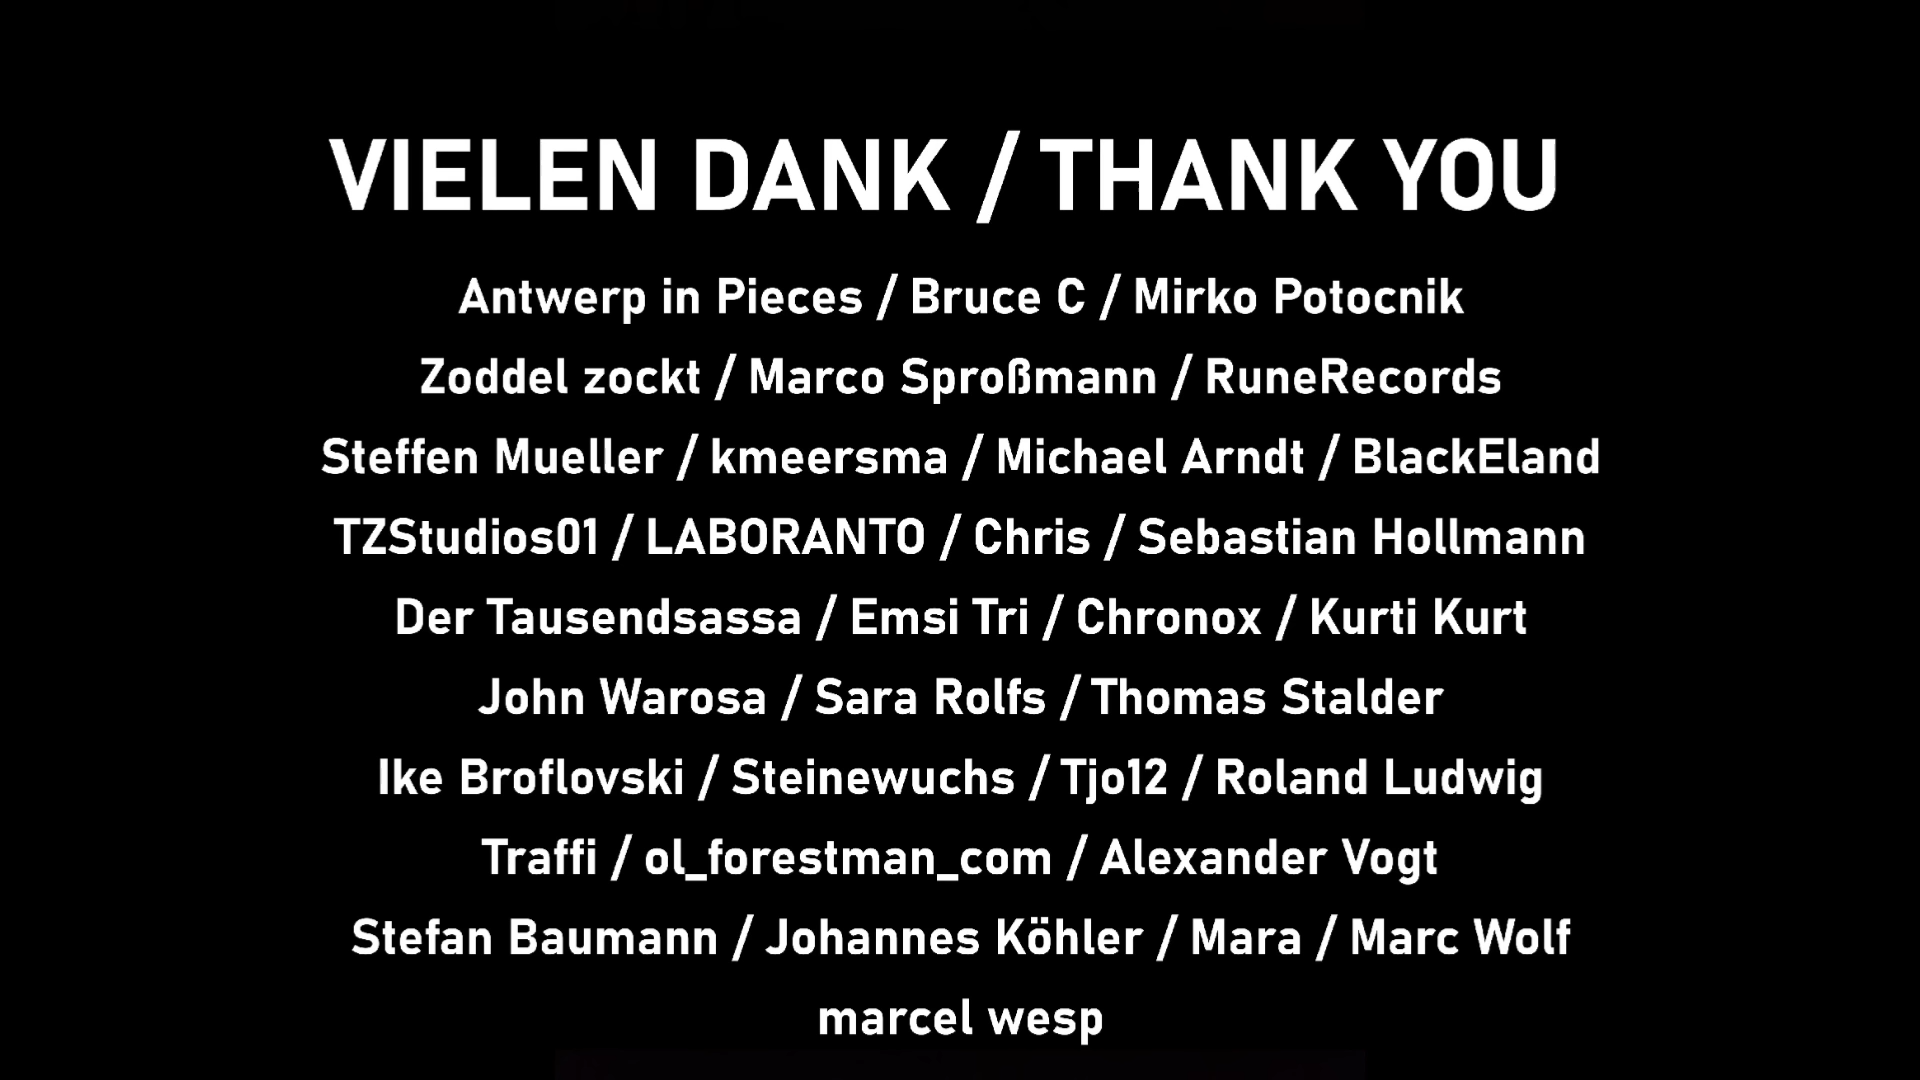 VIELEN DANK / THANK YOU
Antwerp in Pieces / Bruce C / Mirko Potocnik
Zoddel zockt / Marco Sproßmann / RuneRecords
Steffen Mueller / kmeersma / Michael Arndt / BlackEland
TZStudios01 / LABORANTO / Chris / Sebastian Hollmann
Der Tausendsassa / Emsi Tri / Chronox / Kurti Kurt
John Warosa / Sara Rolfs / Thomas Stalder
Ike Broflovski / Steinewuchs / Tjo12 / Roland Ludwig
Traffi / ol_forestman_com / Alexander Vogt
Stefan Baumann / Johannes Köhler / Mara / Marc Wolf
marcel wesp